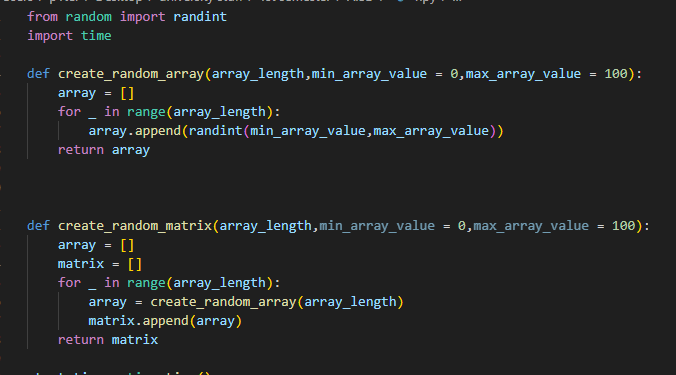 from random import randint
import time
def create_random_array(array_length,min_array_value = 0,max_array_value = 100):
    array = []
    for _ in range(array_length):
        array.append(randint(min_array_value,max_array_value))
    return array
def create_random_matrix(array_length,min_array_value = 0,max_array_value = 100):
    array = []
    matrix = []
    for _ in range(array_length):
        array = create_random_array(array_length)
        matrix.append(array)
    return matrix